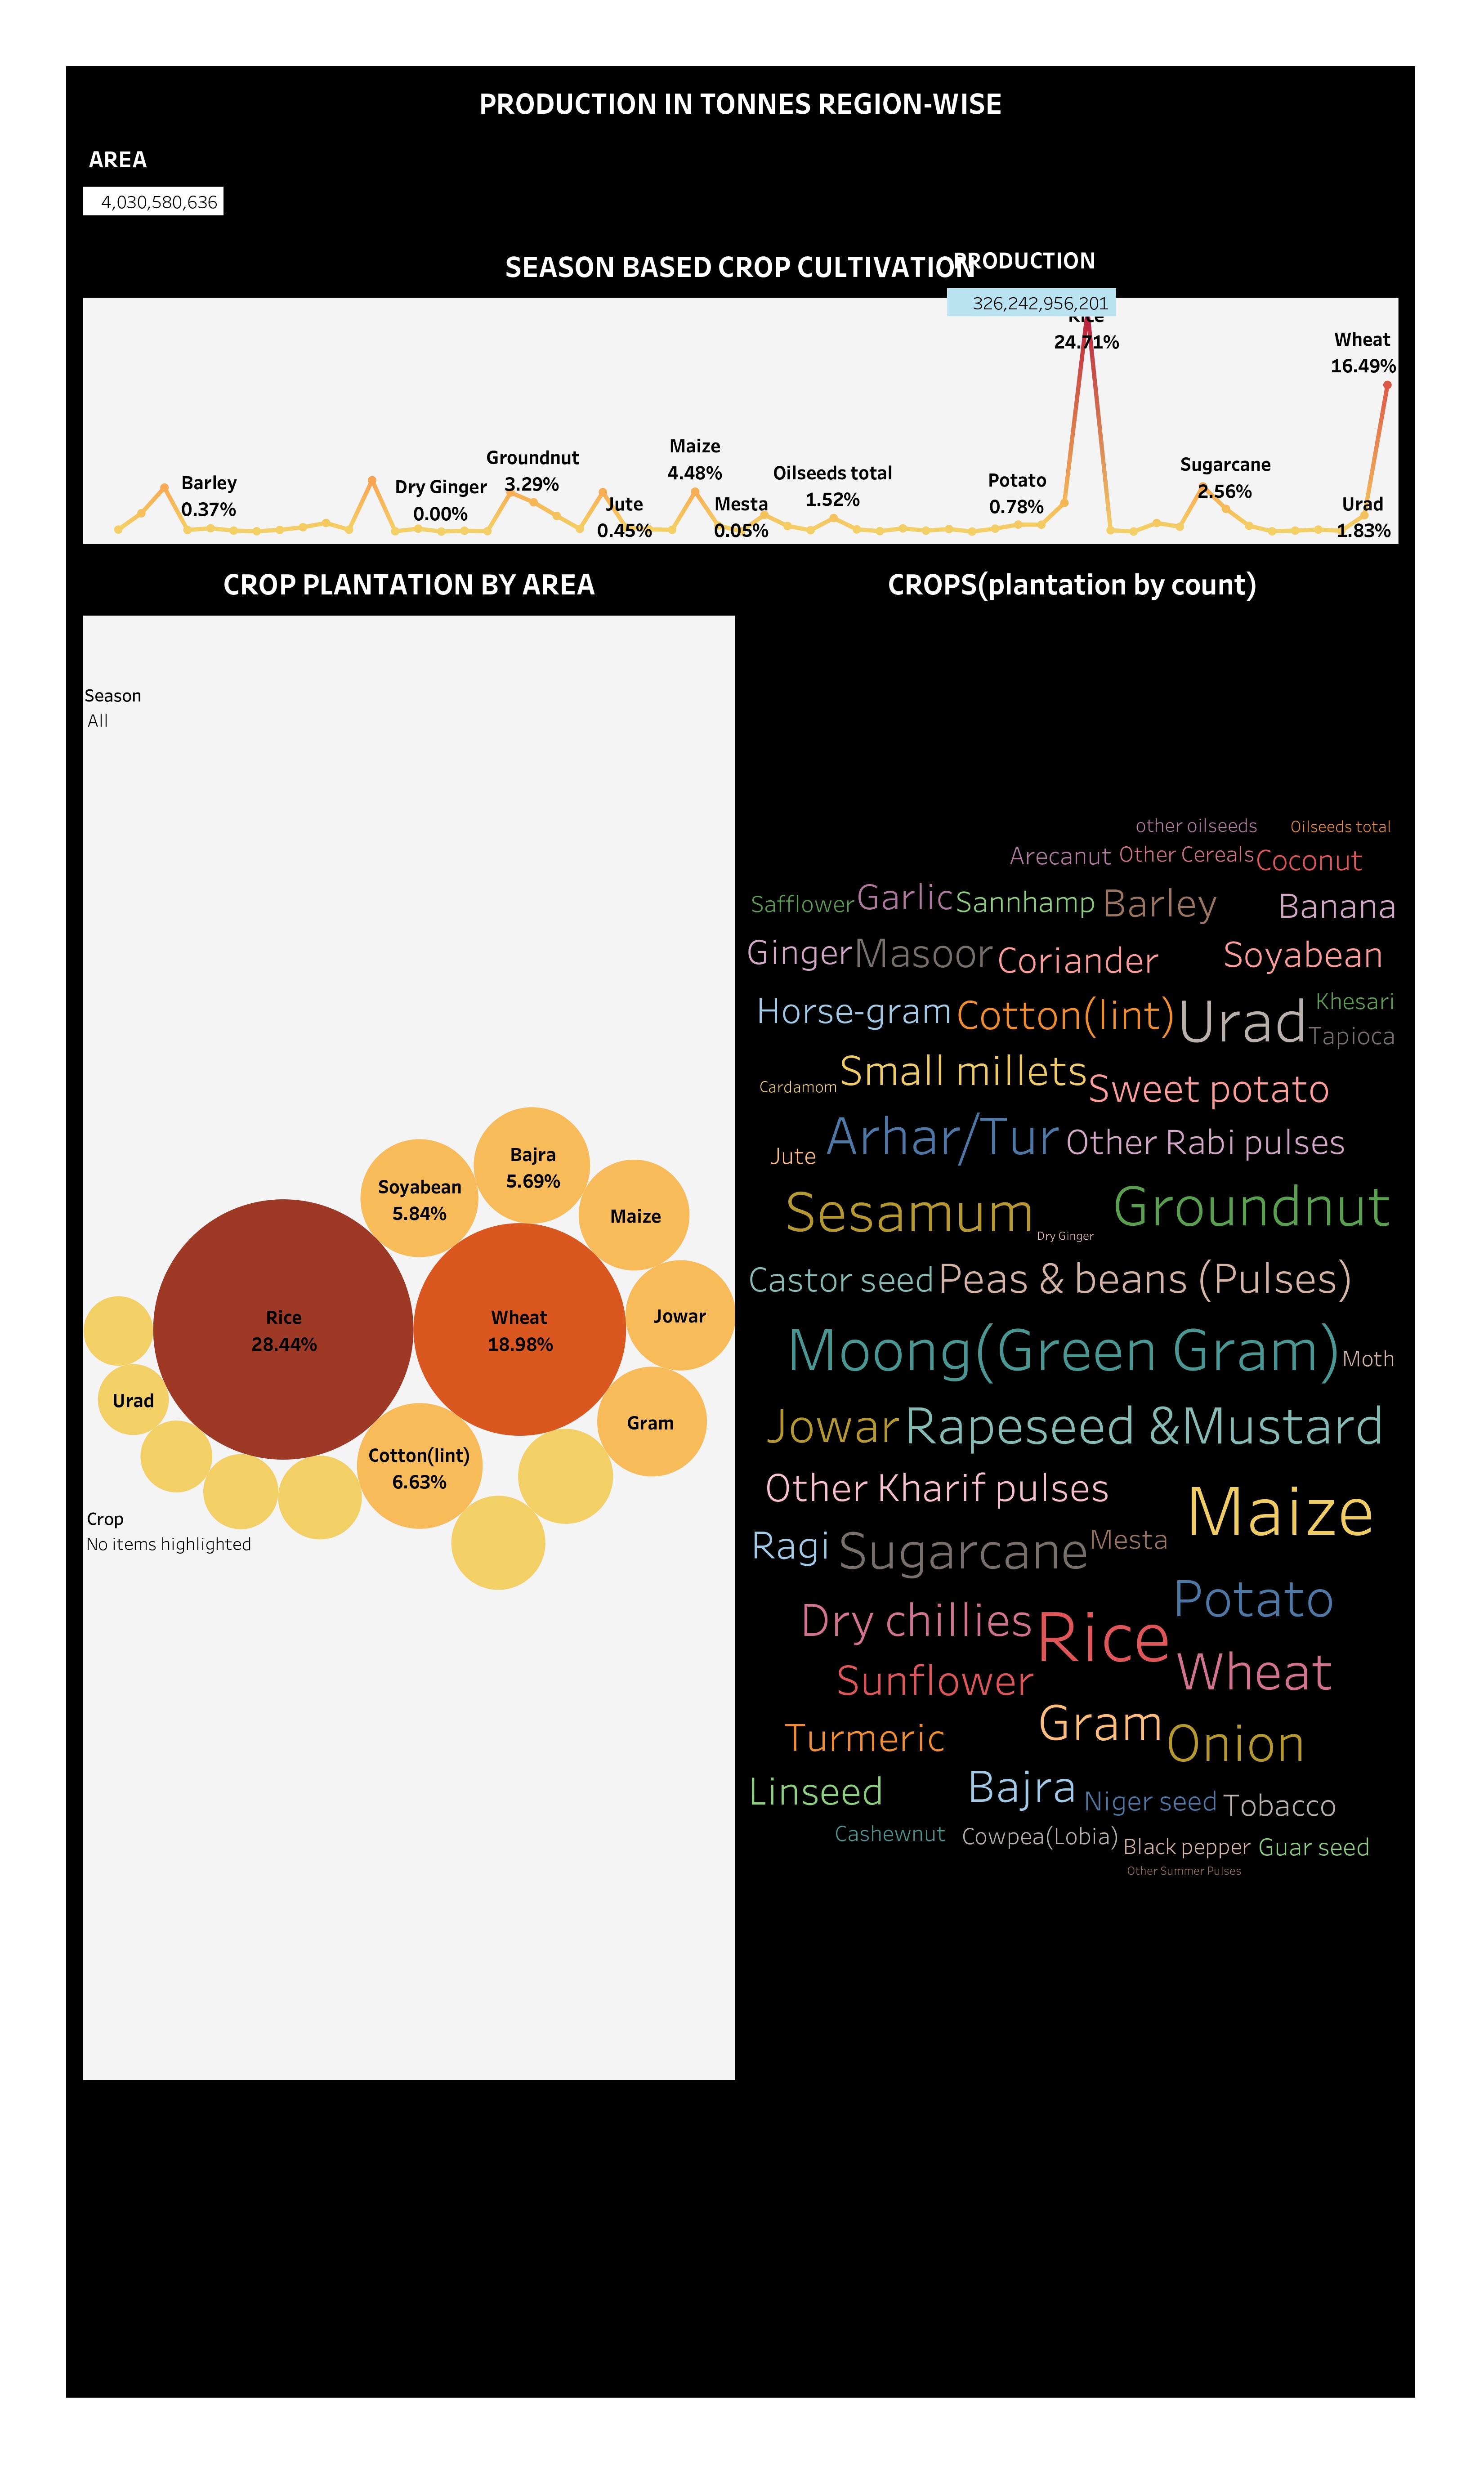 PRODUCTION IN TONNES REGION-WISE
AREA
4,030,580,636
SEASON BASED CROP CULTIVATION
PRODUCTION
326,242,956,201
Rice
24.71%
Wheat
16.49%
Maize
4.48%
Groundnut
3.29%
Oilseeds total
1.52%
Sugarcane
2.56%
Barley
0.37%
Dry Ginger
0.00%
Potato
0.78%
Jute
0.45%
Mesta
0.05%
Urad
1.83%
CROP PLANTATION BY AREA
Season
All
Bajra
5.69%
Soyabean
5.84%
Maize
Rice
28.44%
Wheat
18.98%
Jowar
Urad
Gram
Cotton(lint)
6.63%
Crop
No items highlighted
CROPS(plantation by count)
other oilseeds Oilseeds total
Arecanut Other Cereals Coconut
Safflower Garlic Sannhamp Barley Banana
Ginger Masoor Coriander Soyabean
Horse-gram Cotton(lint) Urad Khesari
Tapioca
Cardamom Small millets Sweet potato
Jute Arhar/Tur Other Rabi pulses
Sesamum Dry Ginger Groundnut
Castor seed Peas & beans (Pulses)
Moong(Green Gram) Moth
Jowar Rapeseed &Mustard
Other Kharif pulses Maize
Ragi Sugarcane Mesta
Potato
Dry chillies Rice
Sunflower Wheat
Turmeric Gram Onion
Linseed Bajra Niger seed Tobacco
Cashewnut Cowpea(Lobia) Black pepper Guar seed
Other Summer Pulses